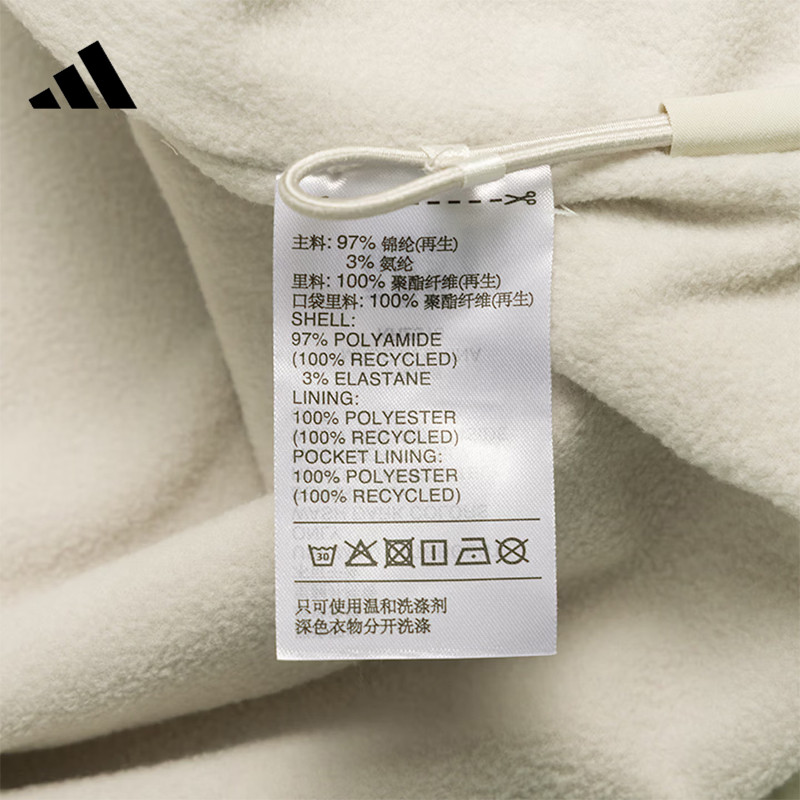 主料: 97% 锦纶(再生)
3% 氨纶
里料: 100% 聚酯纤维(再生)
口袋里料: 100% 聚酯纤维(再生)
SHELL:
97% POLYAMIDE
(100% RECYCLED)
3% ELASTANE
LINING:
100% POLYESTER
(100% RECYCLED)
POCKET LINING:
100% POLYESTER
(100% RECYCLED)
30
只可使用温和洗涤剂
深色衣物分开洗涤